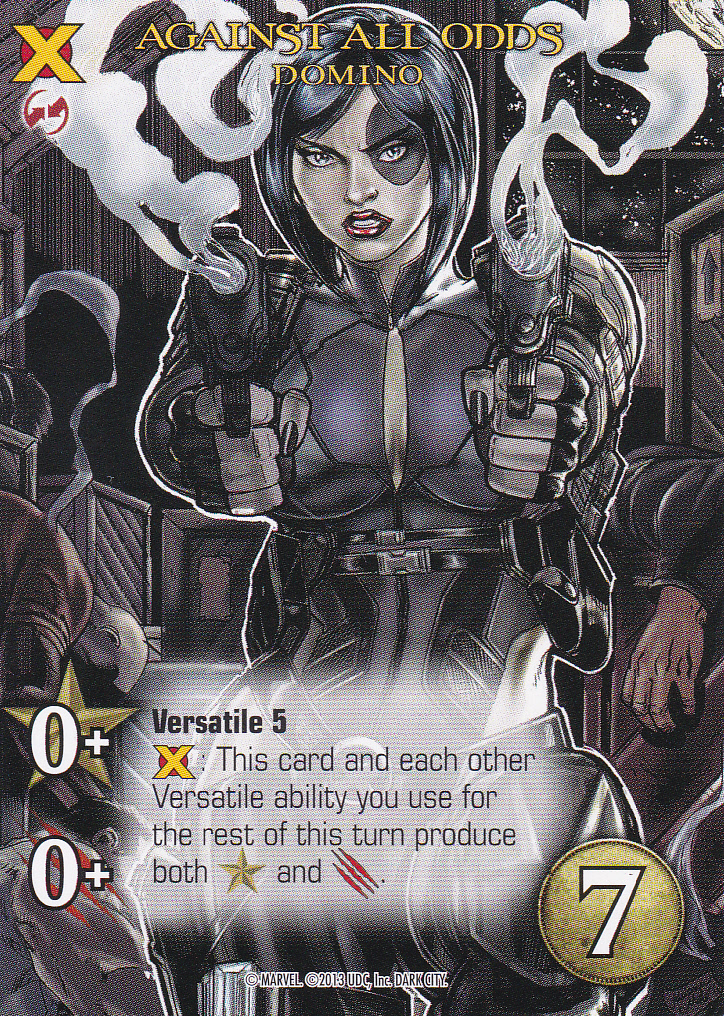 AGAINST ALL ODDS
DOMINO
0+
0+
Versatile 5
X: This card and each other
Versatile ability you use for
the rest of this turn produce
both and .
7
© MARVEL. ©2013 UDC, Inc. DARK CITY.